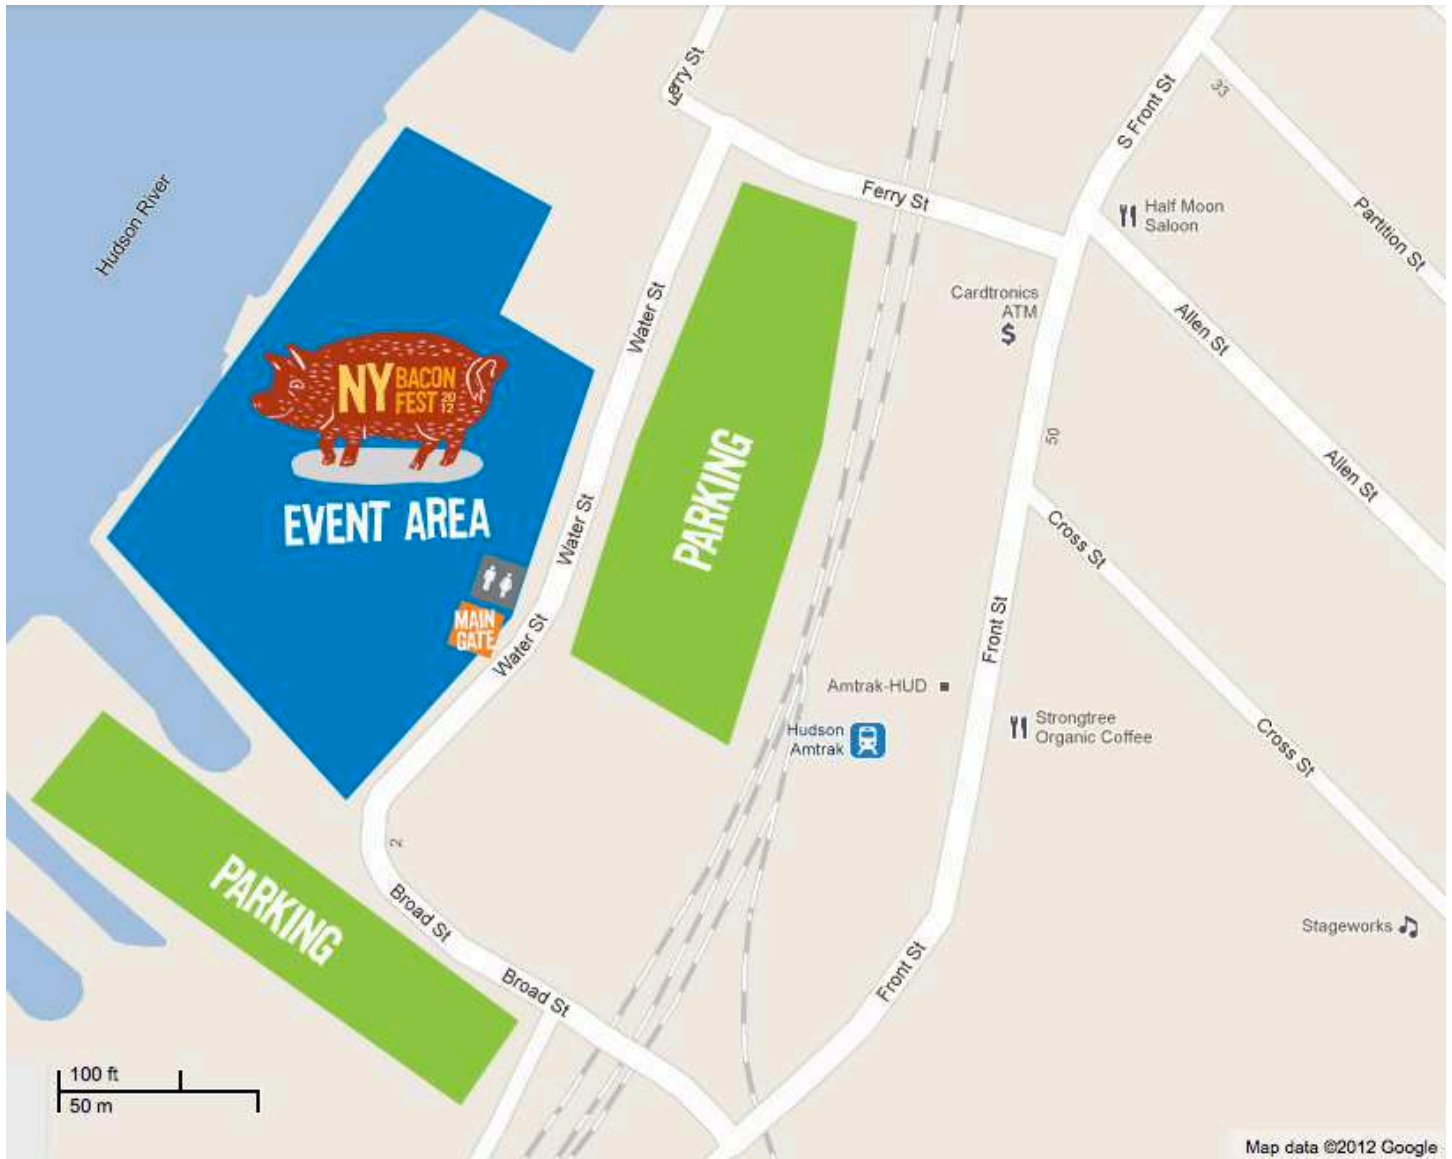 Ferry St
33
S Front St
Hudson River
Ferry St
Half Moon
Saloon
Partition St
Cardtronics
ATM
$
Water St
Allen St
NY
BACON
FEST
20
12
EVENT AREA
PARKING
50
Allen St
Water St
Cross St
MAIN
GATE
Water St
Front St
Amtrak-HUD
Hudson
Amtrak
Strongtree
Organic Coffee
Cross St
2
PARKING
Broad St
Stageworks
Broad St
Front St
100 ft
50 m
Map data ©2012 Google